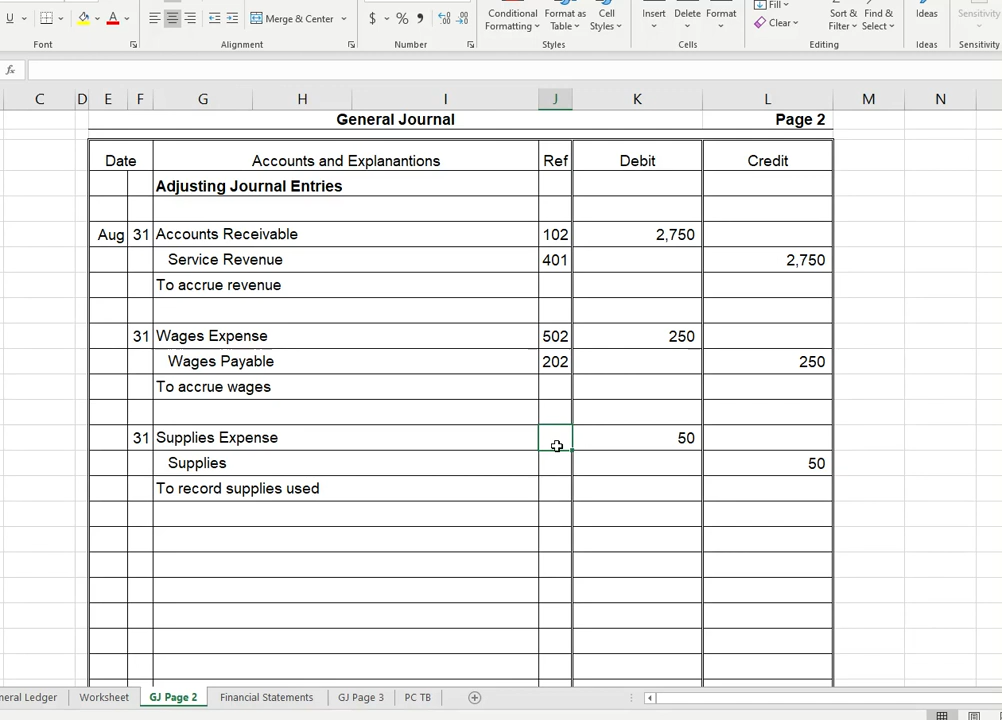 U Merge & Center $ % Conditional Formatting Format as Table Cell Styles Insert Delete Format Fill Clear Sort & Filter Find & Select Ideas Sensitivity
Font Alignment Number Styles Cells Editing Ideas Sensitivity
fx
C D E F G H I J K L M N
General Journal Page 2
Date Accounts and Explanantions Ref Debit Credit
Adjusting Journal Entries
Aug 31 Accounts Receivable 102 2,750
Service Revenue 401 2,750
To accrue revenue
31 Wages Expense 502 250
Wages Payable 202 250
To accrue wages
31 Supplies Expense 50
Supplies 50
To record supplies used
neral Ledger Worksheet GJ Page 2 Financial Statements GJ Page 3 PC TB